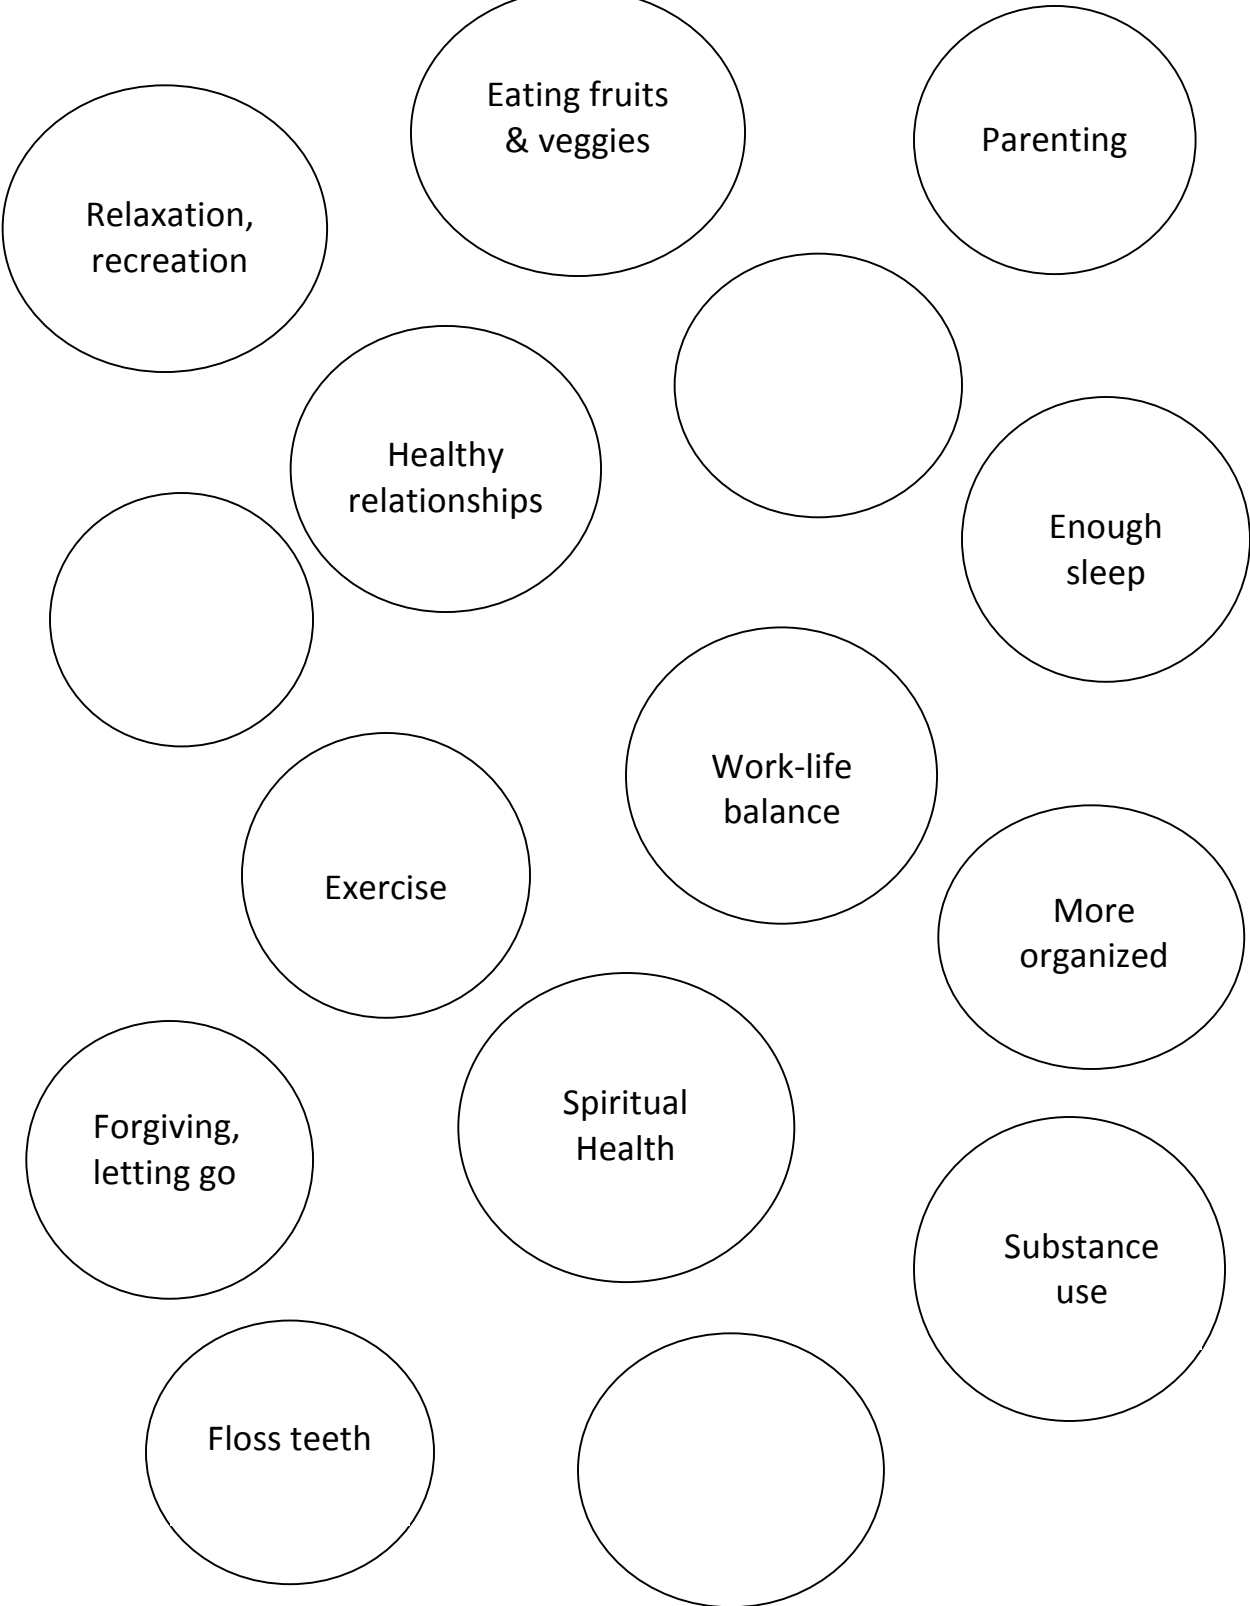 Eating fruits
& veggies
Parenting
Relaxation,
recreation
Healthy
relationships
Enough
sleep
Work-life
balance
Exercise
More
organized
Spiritual
Health
Forgiving,
letting go
Substance
use
Floss teeth